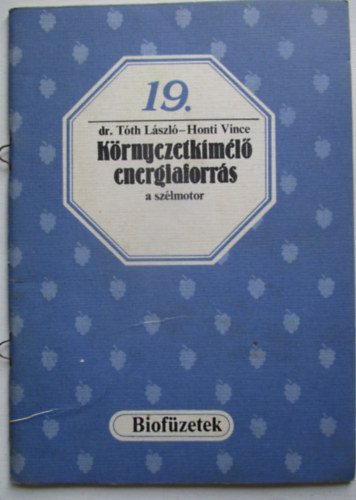 19.
dr. Tóth László–Honti Vince
Környezetkímélő
energiaforrás
a szélmotor
Biofüzetek